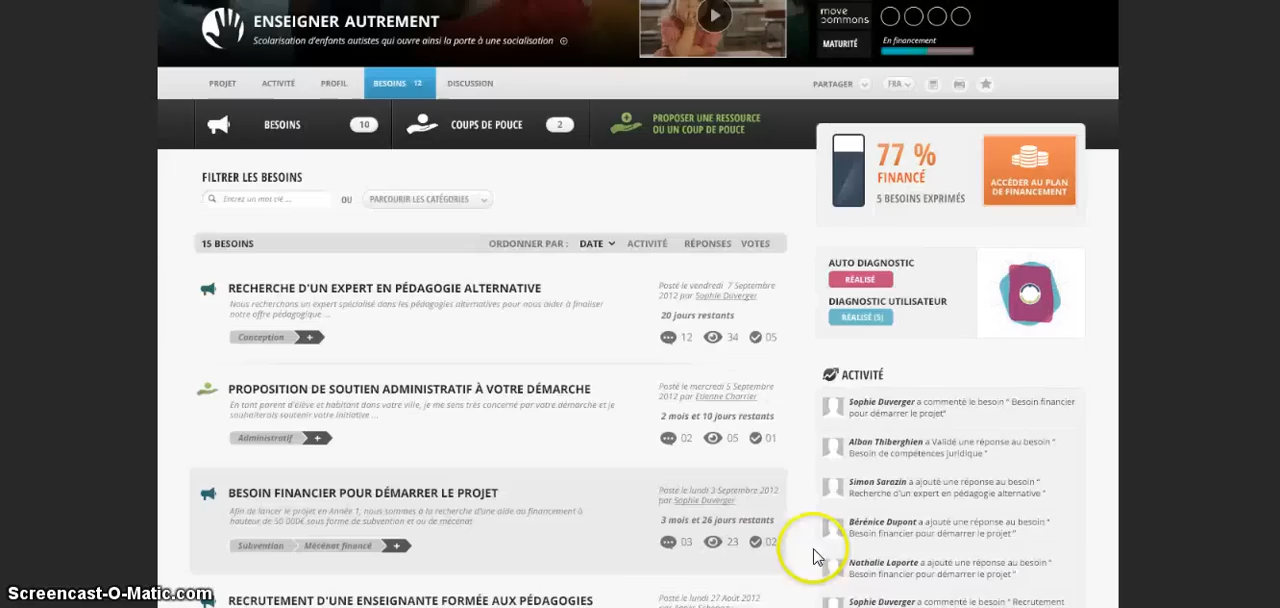 ENSEIGNER AUTREMENT
Scolarisation d'enfants autistes qui ouvre ainsi la porte à une socialisation
move
commons
MATURITÉ
En financement
PROJET
ACTIVITÉ
PROFIL
BESOINS 12
DISCUSSION
PARTAGER
FRA
BESOINS 10
COUPS DE POUCE 2
PROPOSER UNE RESSOURCE
OU UN COUP DE POUCE
77 %
FINANCÉ
5 BESOINS EXPRIMÉS
ACCÉDER AU PLAN
DE FINANCEMENT
FILTRER LES BESOINS
Entrez un mot clé ...
OU
PARCOURIR LES CATÉGORIES
15 BESOINS
ORDONNER PAR : DATE ACTIVITÉ RÉPONSES VOTES
RECHERCHE D'UN EXPERT EN PÉDAGOGIE ALTERNATIVE
Nous recherchons un expert spécialisé dans les pédagogies alternatives pour nous aider à finaliser
notre offre pédagogique ...
Conception +
Posté le vendredi 7 Septembre
2012 par Sophie Duverger
20 jours restants
12 34 05
PROPOSITION DE SOUTIEN ADMINISTRATIF À VOTRE DÉMARCHE
En tant parent d'élève et habitant dans votre ville, je me sens très concerné par votre démarche et je
souhaiterais soutenir votre initiative ...
Administratif +
Posté le mercredi 5 Septembre
2012 par Etienne Charrier
2 mois et 10 jours restants
02 05 01
BESOIN FINANCIER POUR DÉMARRER LE PROJET
Afin de lancer le projet en Année 1, nous sommes à la recherche d'une aide au financement à
hauteur de 50 000€ sous forme de subvention et ou de mécénat
Subvention Mécénat financé +
Posté le lundi 3 Septembre 2012
par Sophie Duverger
3 mois et 26 jours restants
03 23 02
RECRUTEMENT D'UNE ENSEIGNANTE FORMÉE AUX PÉDAGOGIES
Posté le lundi 27 Août 2012
AUTO DIAGNOSTIC
RÉALISÉ
DIAGNOSTIC UTILISATEUR
RÉALISÉ (5)
ACTIVITÉ
Sophie Duverger a commenté le besoin " Besoin financier
pour démarrer le projet"
Alban Thiberghien a Validé une réponse au besoin "
Besoin de compétences juridique "
Simon Sarazin a ajouté une réponse au besoin "
Recherche d'un expert en pédagogie alternative "
Bérénice Dupont a ajouté une réponse au besoin "
Besoin financier pour démarrer le projet "
Nathalie Laporte a ajouté une réponse au besoin "
Besoin financier pour démarrer le projet "
Sophie Duverger a commenté le besoin " Recrutement
Screencast-O-Matic.com